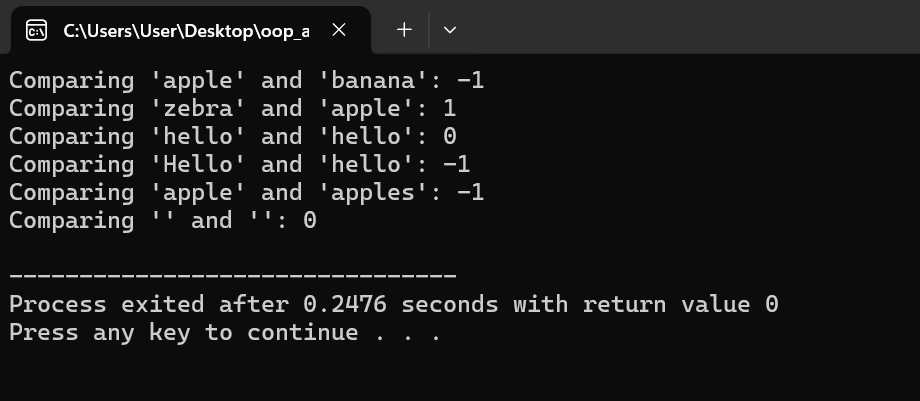 C:\Users\User\Desktop\oop_a
Comparing 'apple' and 'banana': -1
Comparing 'zebra' and 'apple': 1
Comparing 'hello' and 'hello': 0
Comparing 'Hello' and 'hello': -1
Comparing 'apple' and 'apples': -1
Comparing '' and '': 0
--------------------------------
Process exited after 0.2476 seconds with return value 0
Press any key to continue . . .